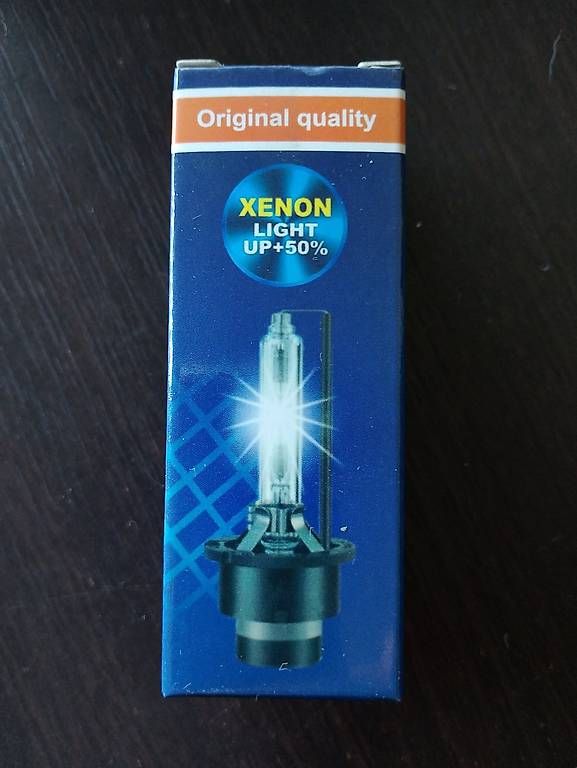 Original quality
XENON
LIGHT
UP+50%